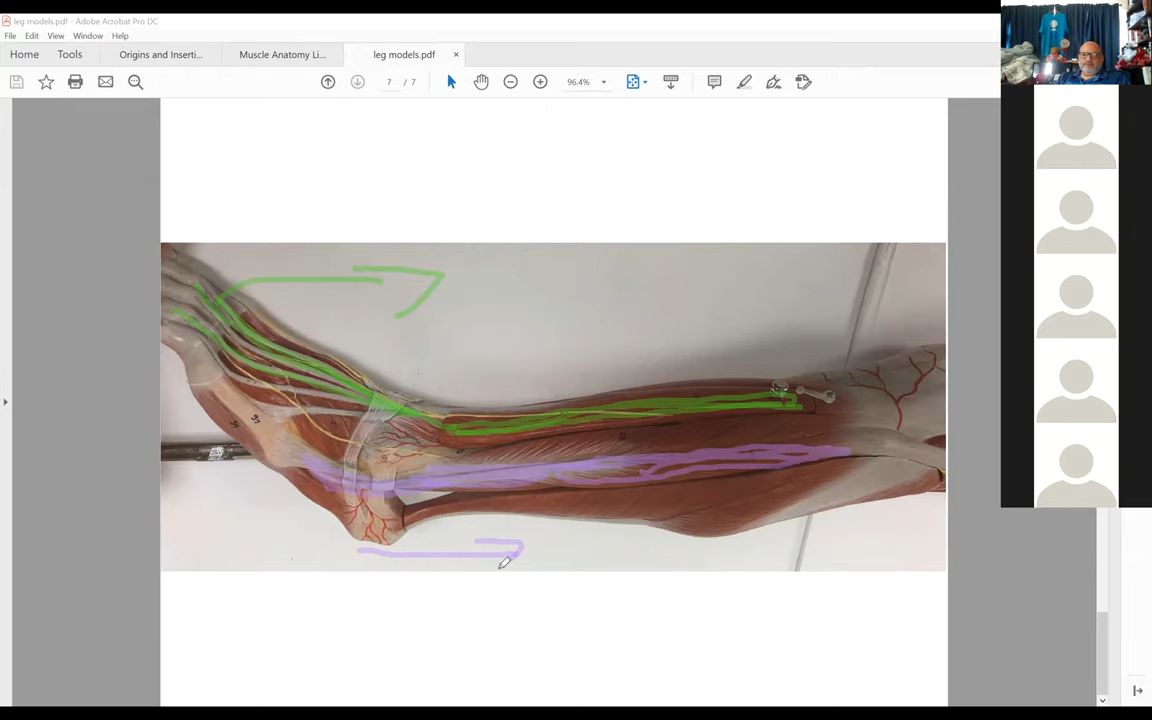 leg models.pdf - Adobe Acrobat Pro DC
File Edit View Window Help
Home Tools Origins and Inserti... Muscle Anatomy Li... leg models.pdf ×
7 / 7 96.4%